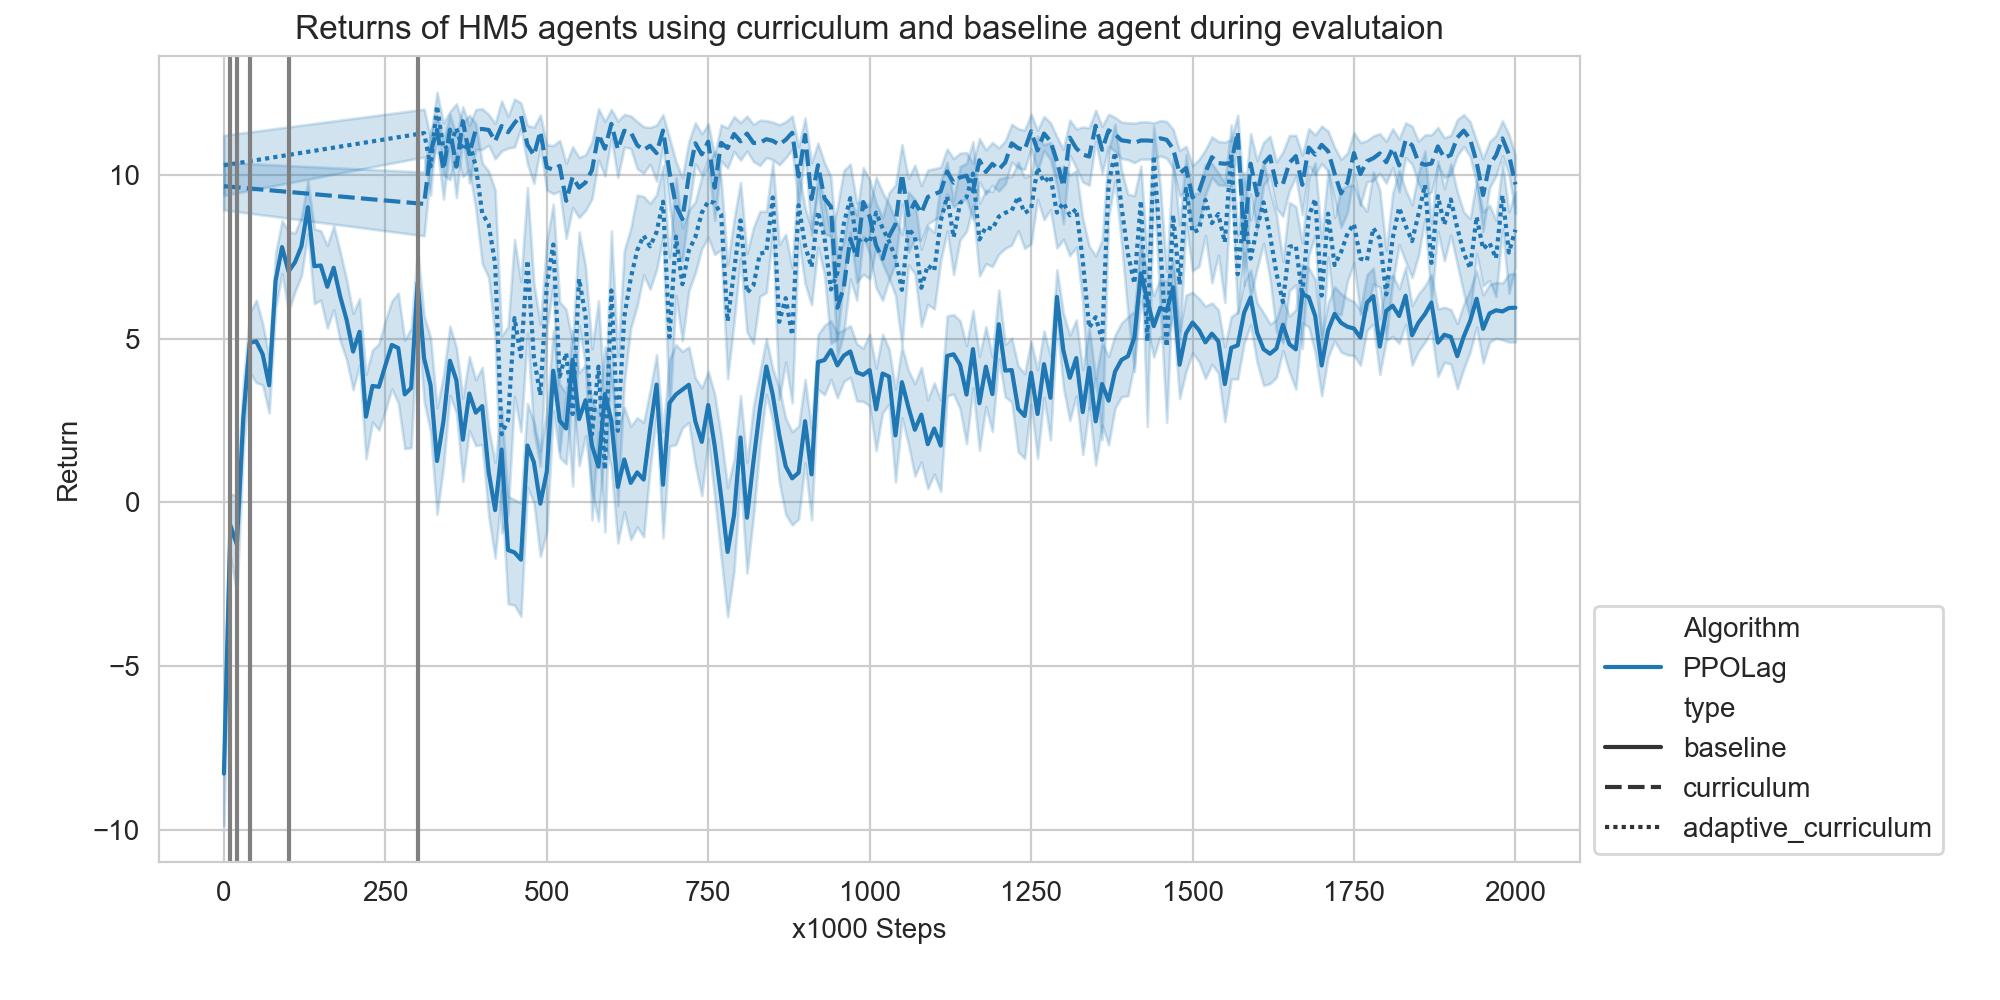 Returns of HM5 agents using curriculum and baseline agent during evalutaion
Return
10
5
0
−5
−10
0 250 500 750 1000 1250 1500 1750 2000
x1000 Steps
Algorithm
PPOLag
type
baseline
curriculum
adaptive_curriculum